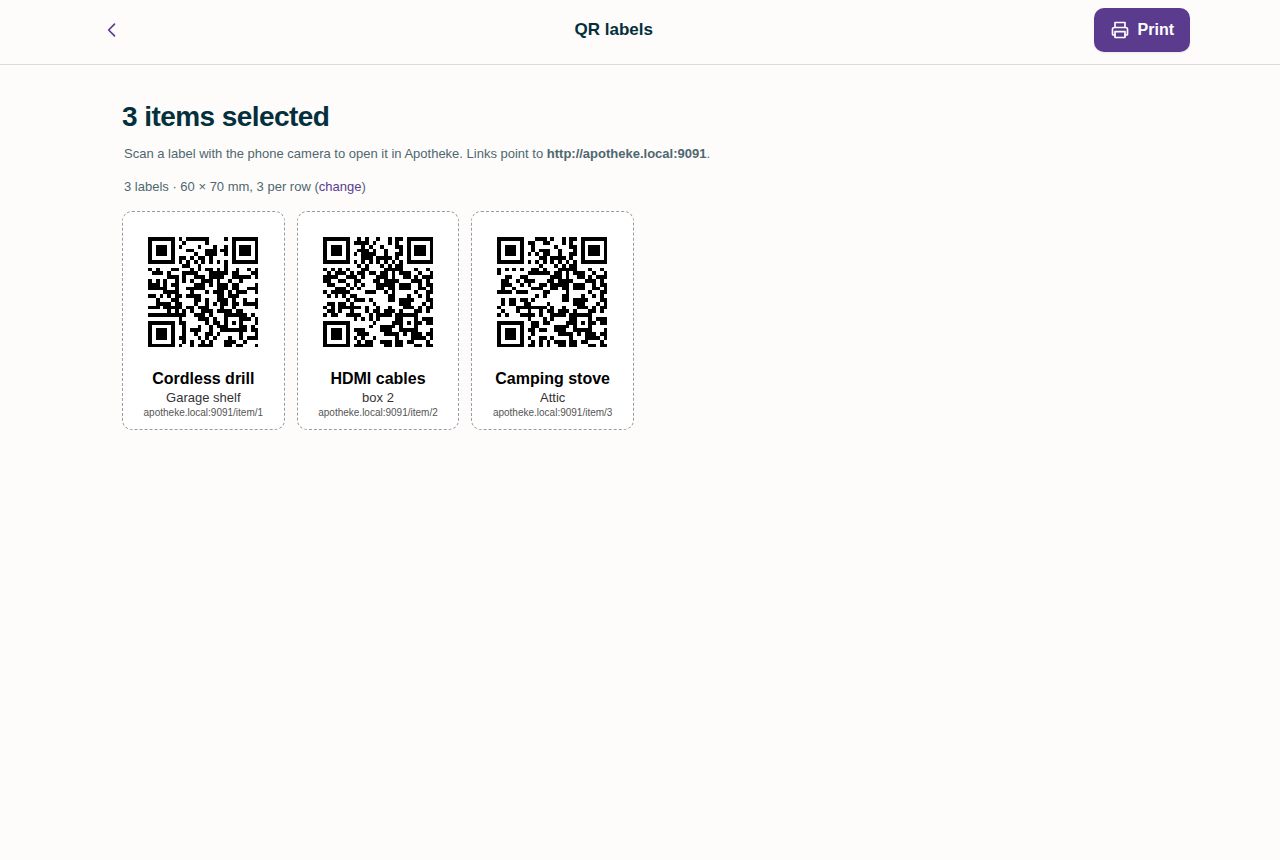 QR labels
Print
3 items selected
Scan a label with the phone camera to open it in Apotheke. Links point to http://apotheke.local:9091.
3 labels · 60 × 70 mm, 3 per row (change)
Cordless drill
Garage shelf
apotheke.local:9091/item/1
HDMI cables
box 2
apotheke.local:9091/item/2
Camping stove
Attic
apotheke.local:9091/item/3